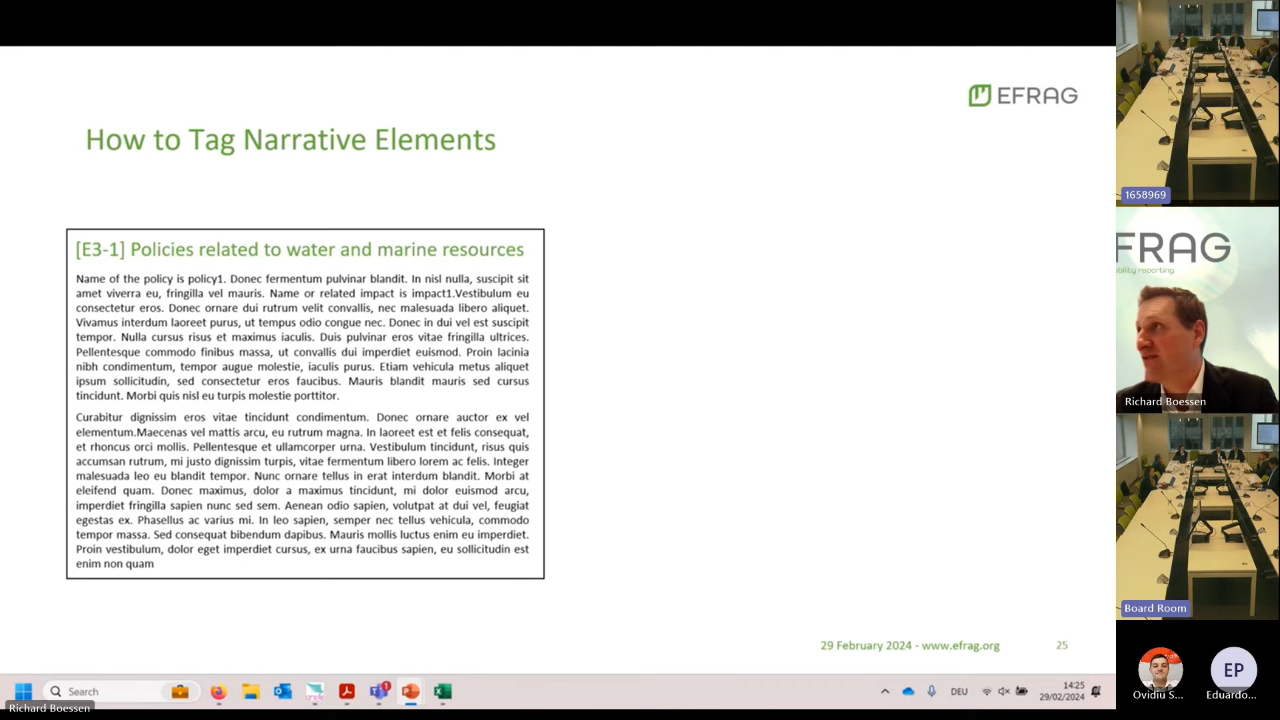 EFRAG
How to Tag Narrative Elements
[E3-1] Policies related to water and marine resources
Name of the policy is policy1. Donec fermentum pulvinar blandit. In nisl nulla, suscipit sit
amet viverra eu, fringilla vel mauris. Name or related impact is impact1.Vestibulum eu
consectetur eros. Donec ornare dui rutrum velit convallis, nec malesuada libero aliquet.
Vivamus interdum laoreet purus, ut tempus odio congue nec. Donec in dui vel est suscipit
tempor. Nulla cursus risus et maximus iaculis. Duis pulvinar eros vitae fringilla ultrices.
Pellentesque commodo finibus massa, ut convallis dui imperdiet euismod. Proin lacinia
nibh condimentum, tempor augue molestie, iaculis purus. Etiam vehicula metus aliquet
ipsum sollicitudin, sed consectetur eros faucibus. Mauris blandit mauris sed cursus
tincidunt. Morbi quis nisl eu turpis molestie porttitor.
Curabitur dignissim eros vitae tincidunt condimentum. Donec ornare auctor ex vel
elementum.Maecenas vel mattis arcu, eu rutrum magna. In laoreet est et felis consequat,
et rhoncus orci mollis. Pellentesque et ullamcorper urna. Vestibulum tincidunt, risus quis
accumsan rutrum, mi justo dignissim turpis, vitae fermentum libero lorem ac felis. Integer
malesuada leo eu blandit tempor. Nunc ornare tellus in erat interdum blandit. Morbi at
eleifend quam. Donec maximus, dolor a maximus tincidunt, mi dolor euismod arcu,
imperdiet fringilla sapien nunc sed sem. Aenean odio sapien, volutpat at dui vel, feugiat
egestas ex. Phasellus ac varius mi. In leo sapien, semper nec tellus vehicula, commodo
tempor massa. Sed consequat bibendum dapibus. Mauris mollis luctus enim eu imperdiet.
Proin vestibulum, dolor eget imperdiet cursus, ex urna faucibus sapien, eu sollicitudin est
enim non quam
29 February 2024 - www.efrag.org 25
Search
DEU
14:25
29/02/2024
Richard Boessen
1658969
FRAG
bility reporting
Richard Boessen
Board Room
EP
Ovidiu S...
Eduardo...